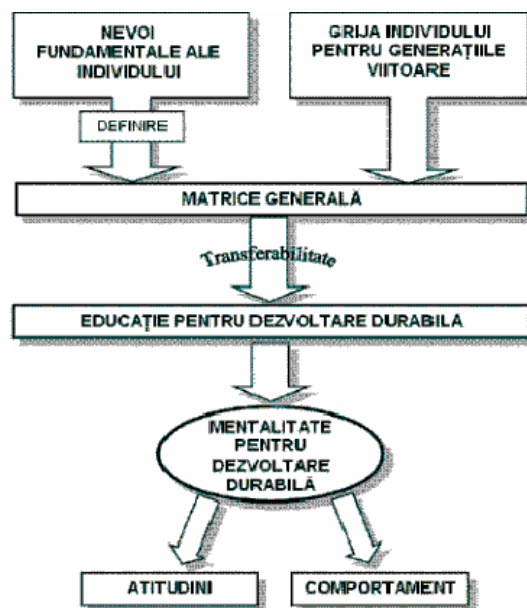 NEVOI
FUNDAMENTALE ALE
INDIVIDULUI
GRIJA INDIVIDULUI
PENTRU GENERAȚIILE
VIITOARE
DEFINIRE
MATRICE GENERALĂ
Transferabilitate
EDUCAȚIE PENTRU DEZVOLTARE DURABILĂ
MENTALITATE
PENTRU
DEZVOLTARE
DURABILĂ
ATITUDINI
COMPORTAMENT